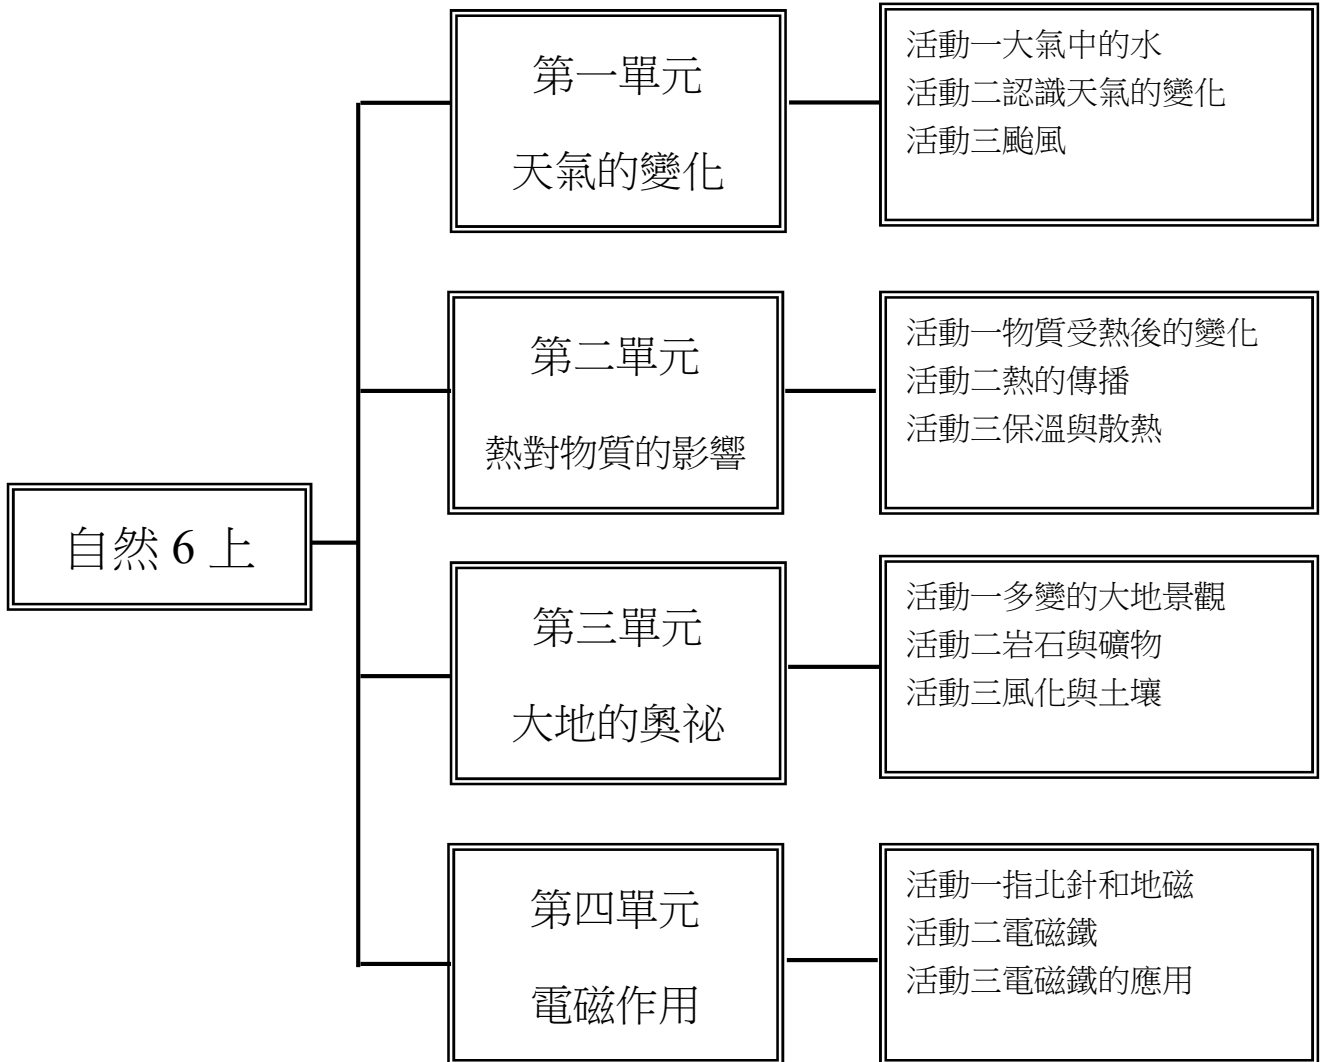 自然 6 上
第一單元
天氣的變化
活動一大氣中的水
活動二認識天氣的變化
活動三颱風
第二單元
熱對物質的影響
活動一物質受熱後的變化
活動二熱的傳播
活動三保溫與散熱
第三單元
大地的奧祕
活動一多變的大地景觀
活動二岩石與礦物
活動三風化與土壤
第四單元
電磁作用
活動一指北針和地磁
活動二電磁鐵
活動三電磁鐵的應用